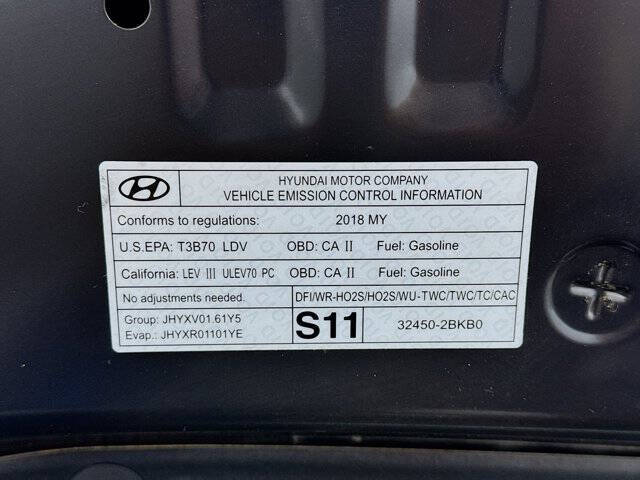 HYUNDAI MOTOR COMPANY
VEHICLE EMISSION CONTROL INFORMATION
Conforms to regulations: 2018 MY
U.S.EPA: T3B70 LDV OBD: CA II Fuel: Gasoline
California: LEV III ULEV70 PC OBD: CA II Fuel: Gasoline
No adjustments needed. DFI/WR-HO2S/HO2S/WU-TWC/TWC/TC/CAC
Group: JHYXV01.61Y5
Evap.: JHYXR01101YE
S11
32450-2BKB0